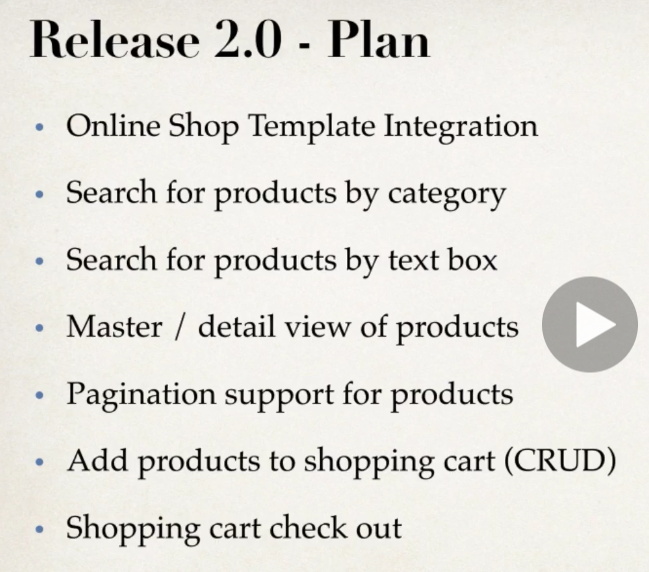 Release 2.0 - Plan
Online Shop Template Integration
Search for products by category
Search for products by text box
Master / detail view of products
Pagination support for products
Add products to shopping cart (CRUD)
Shopping cart check out